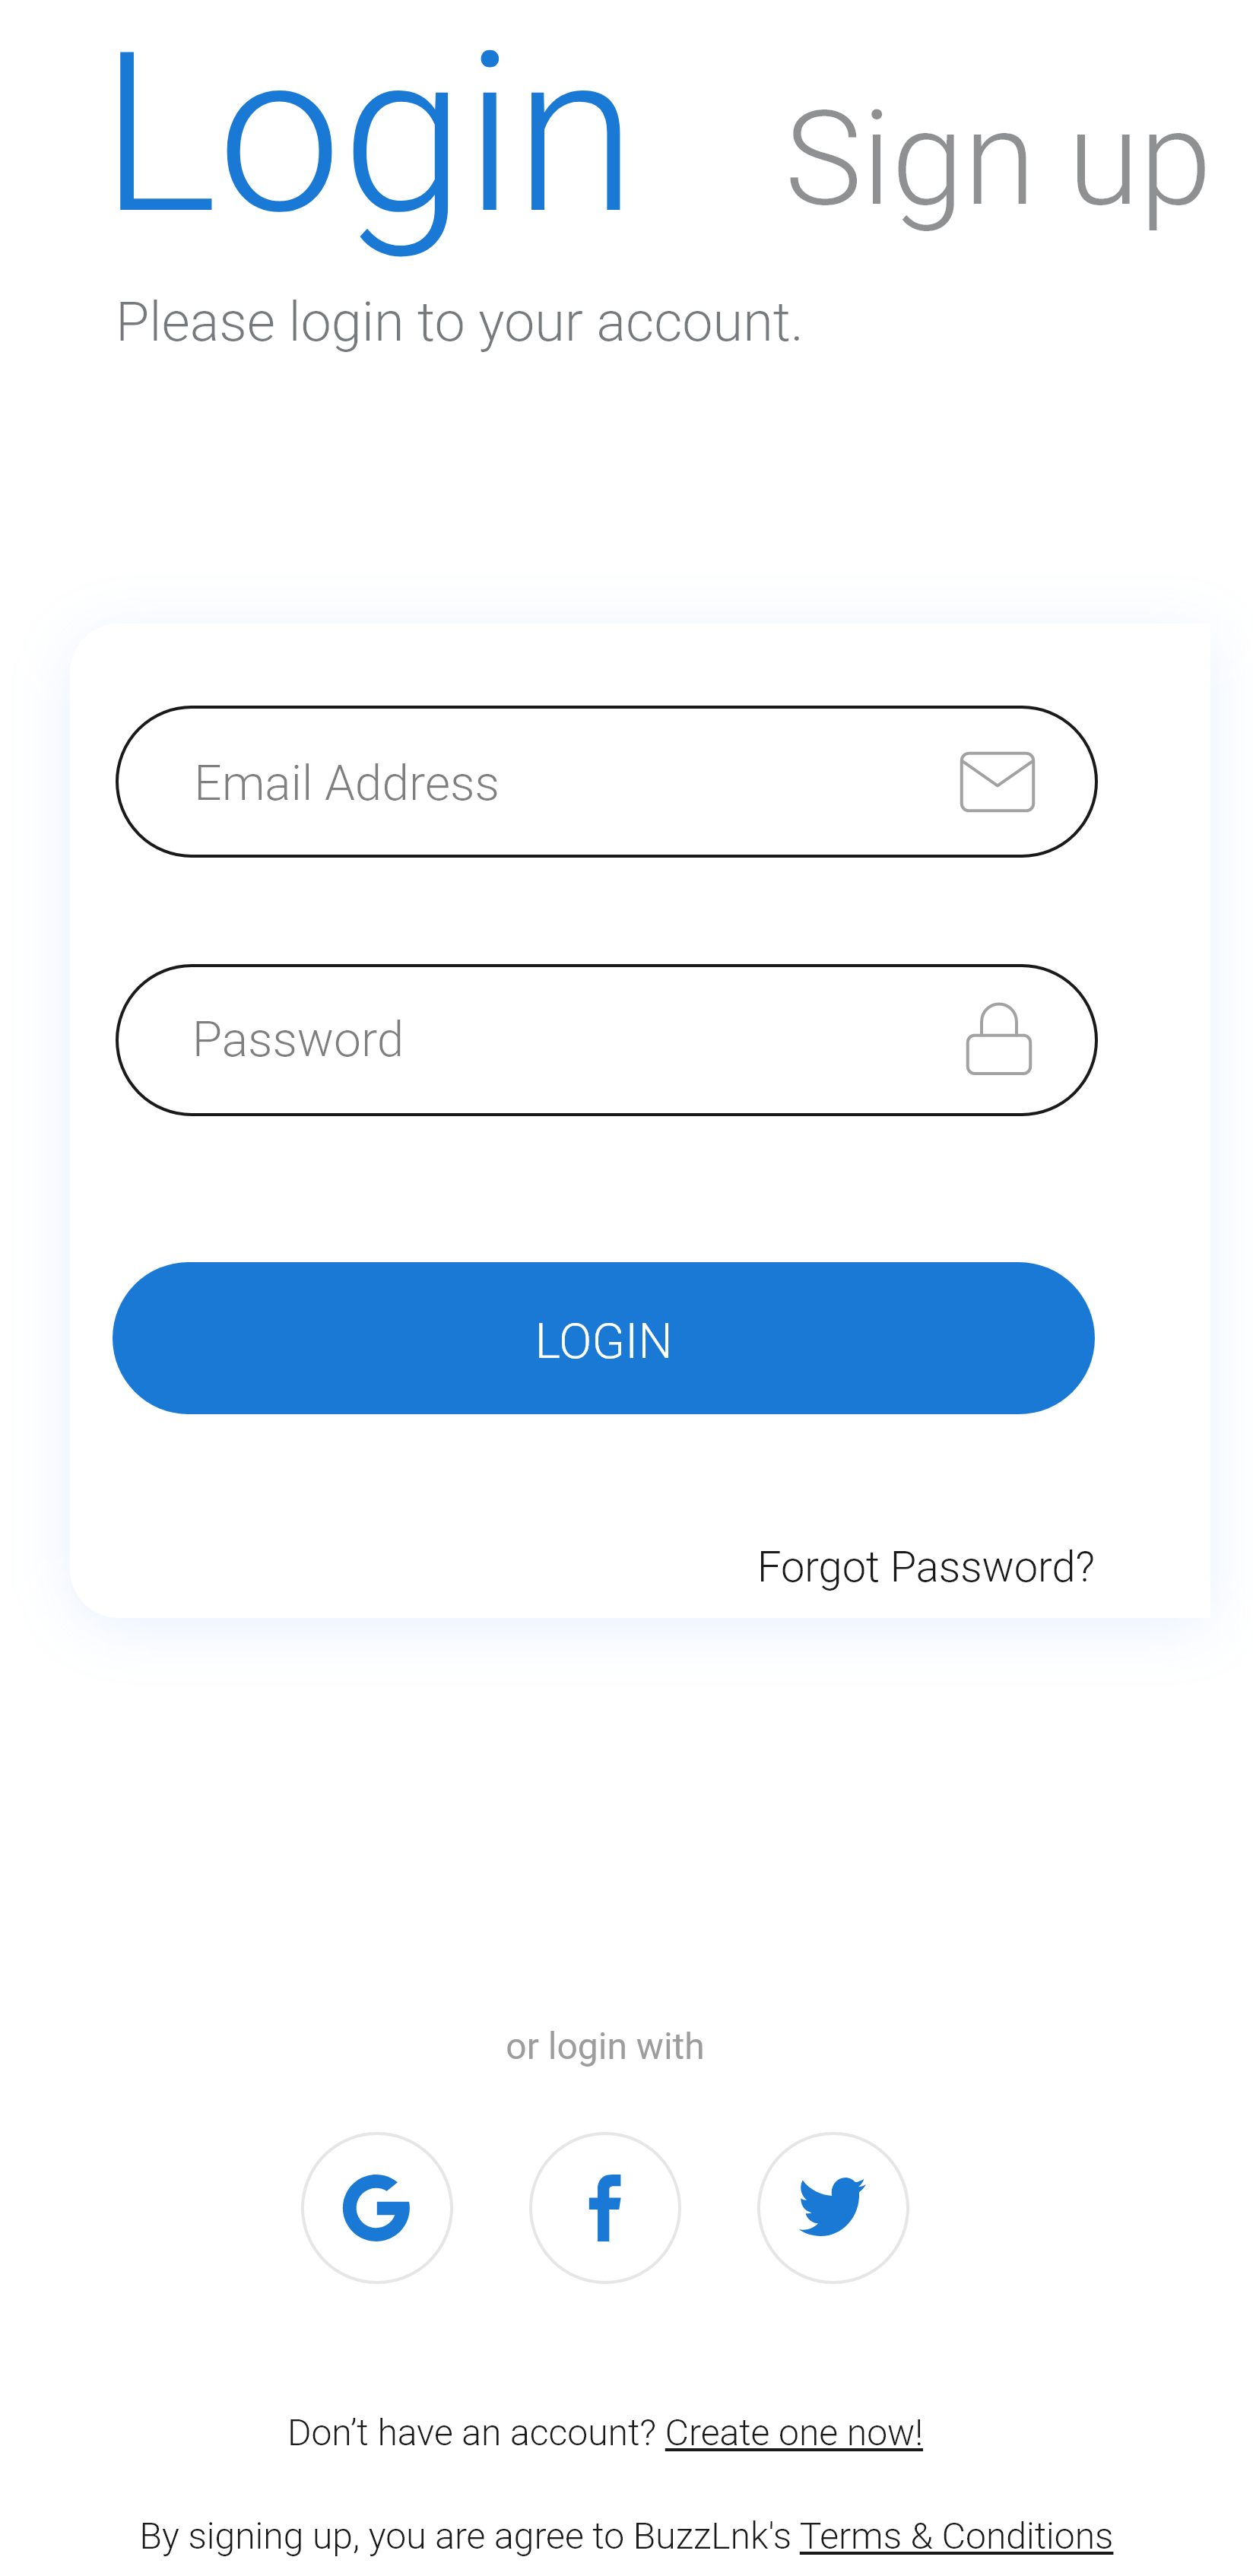 Login Sign up
Please login to your account.
Email Address
Password
LOGIN
Forgot Password?
or login with
Don’t have an account? Create one now!
By signing up, you are agree to BuzzLnk's Terms & Conditions